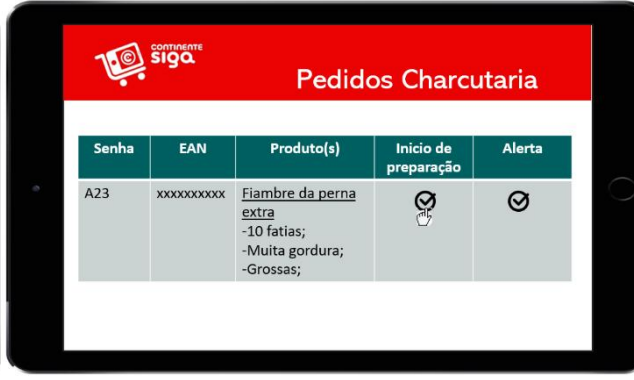 CONTINENTE
siga
Pedidos Charcutaria
Senha EAN Produto(s) Inicio de preparação Alerta
A23 xxxxxxxxxx Fiambre da perna
extra
-10 fatias;
-Muita gordura;
-Grossas;